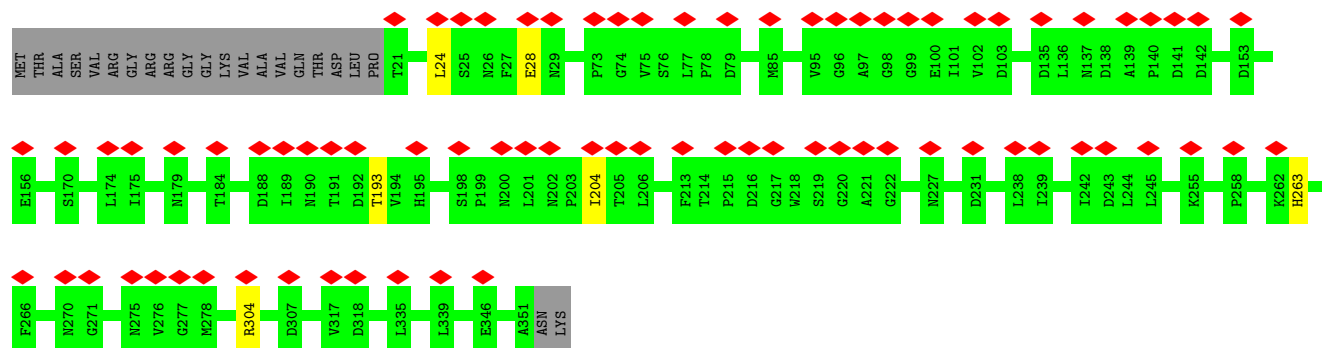 MET THR ALA SER VAL ARG GLY ARG ARG GLY GLY LYS VAL ALA VAL GLN THR ASP LEU PRO T21 L24 S25 N26 F27 E28 N29 P73 G74 V75 S76 L77 P78 D79 M85 V95 G96 A97 G98 G99 E100 I101 V102 D103 D135 L136 N137 D138 A139 P140 D141 D142 D153
E156 S170 L174 I175 N179 T184 D188 I189 N190 T191 D192 T193 V194 H195 S198 P199 N200 L201 N202 P203 I204 T205 L206 F213 T214 P215 D216 G217 W218 S219 G220 A221 G222 N227 D231 L238 I239 I242 D243 L244 L245 K255 P258 K262 H263
F266 N270 G271 N275 V276 G277 M278 R304 D307 V317 D318 L335 L339 E346 A351 ASN LYS